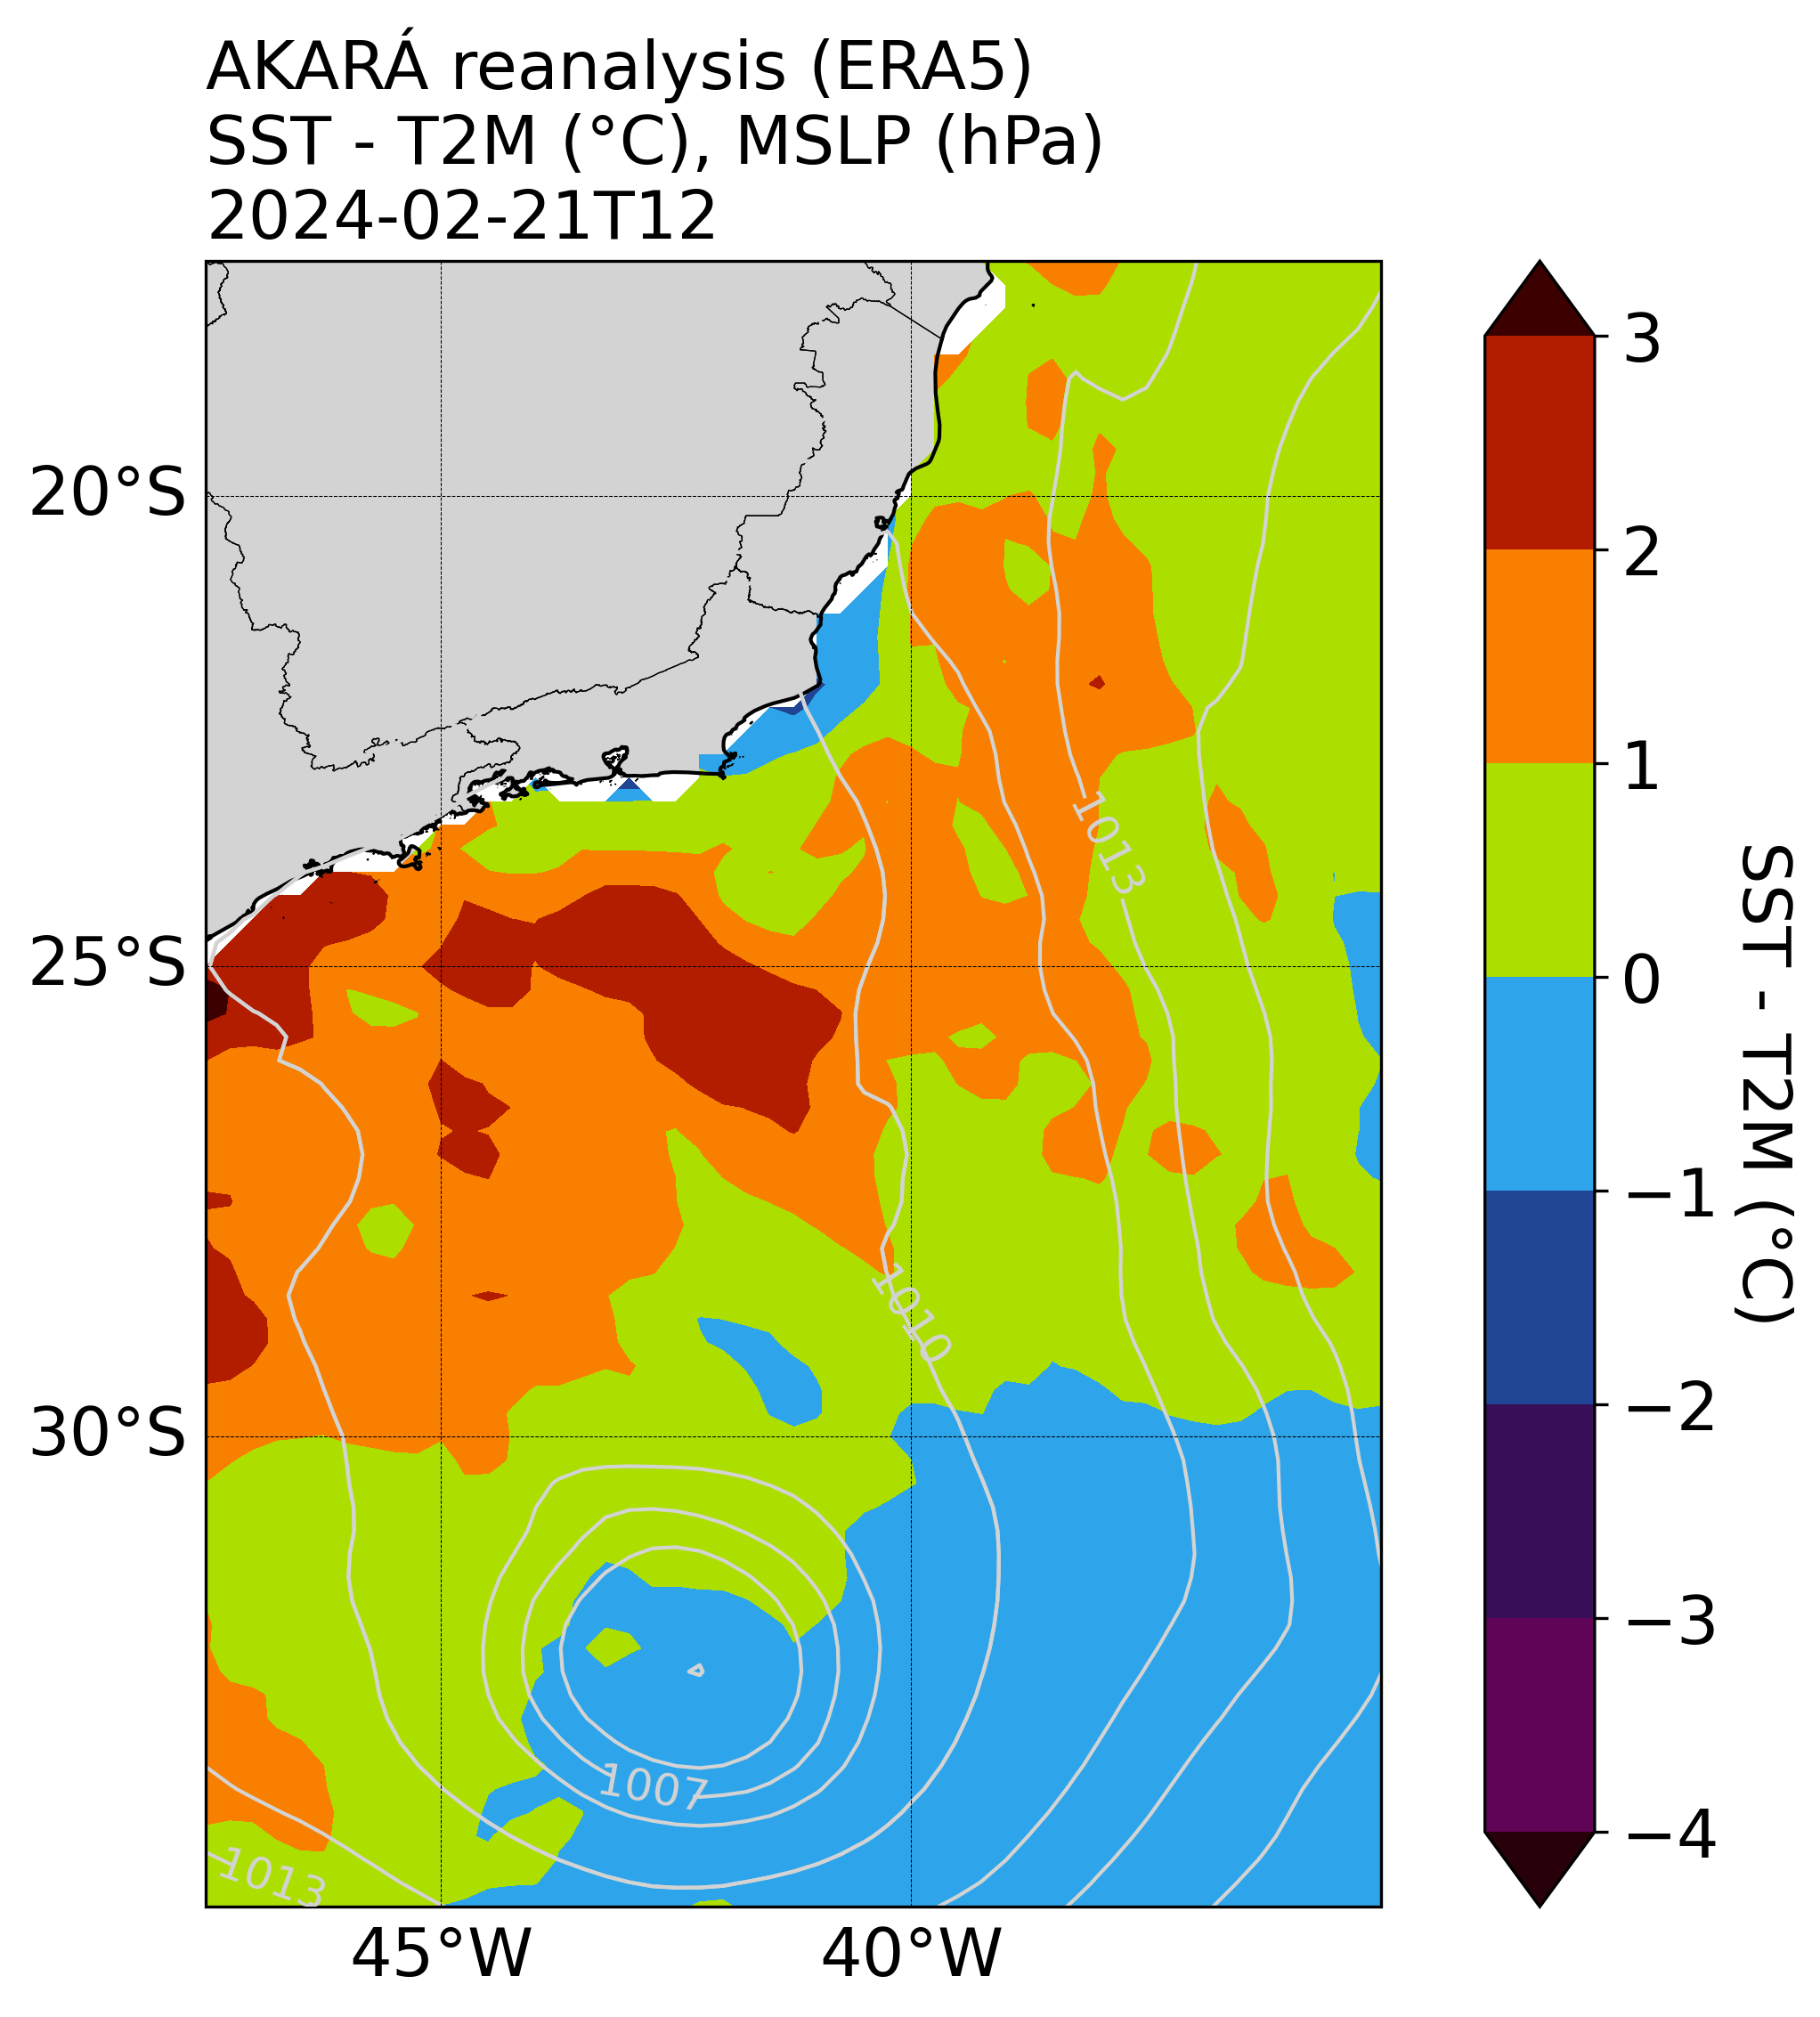 AKARÁ reanalysis (ERA5)
SST - T2M (°C), MSLP (hPa)
2024-02-21T12
20°S
25°S
30°S
45°W
40°W
1013
1010
1007
1013
3
2
1
0
−1
−2
−3
−4
SST - T2M (°C)